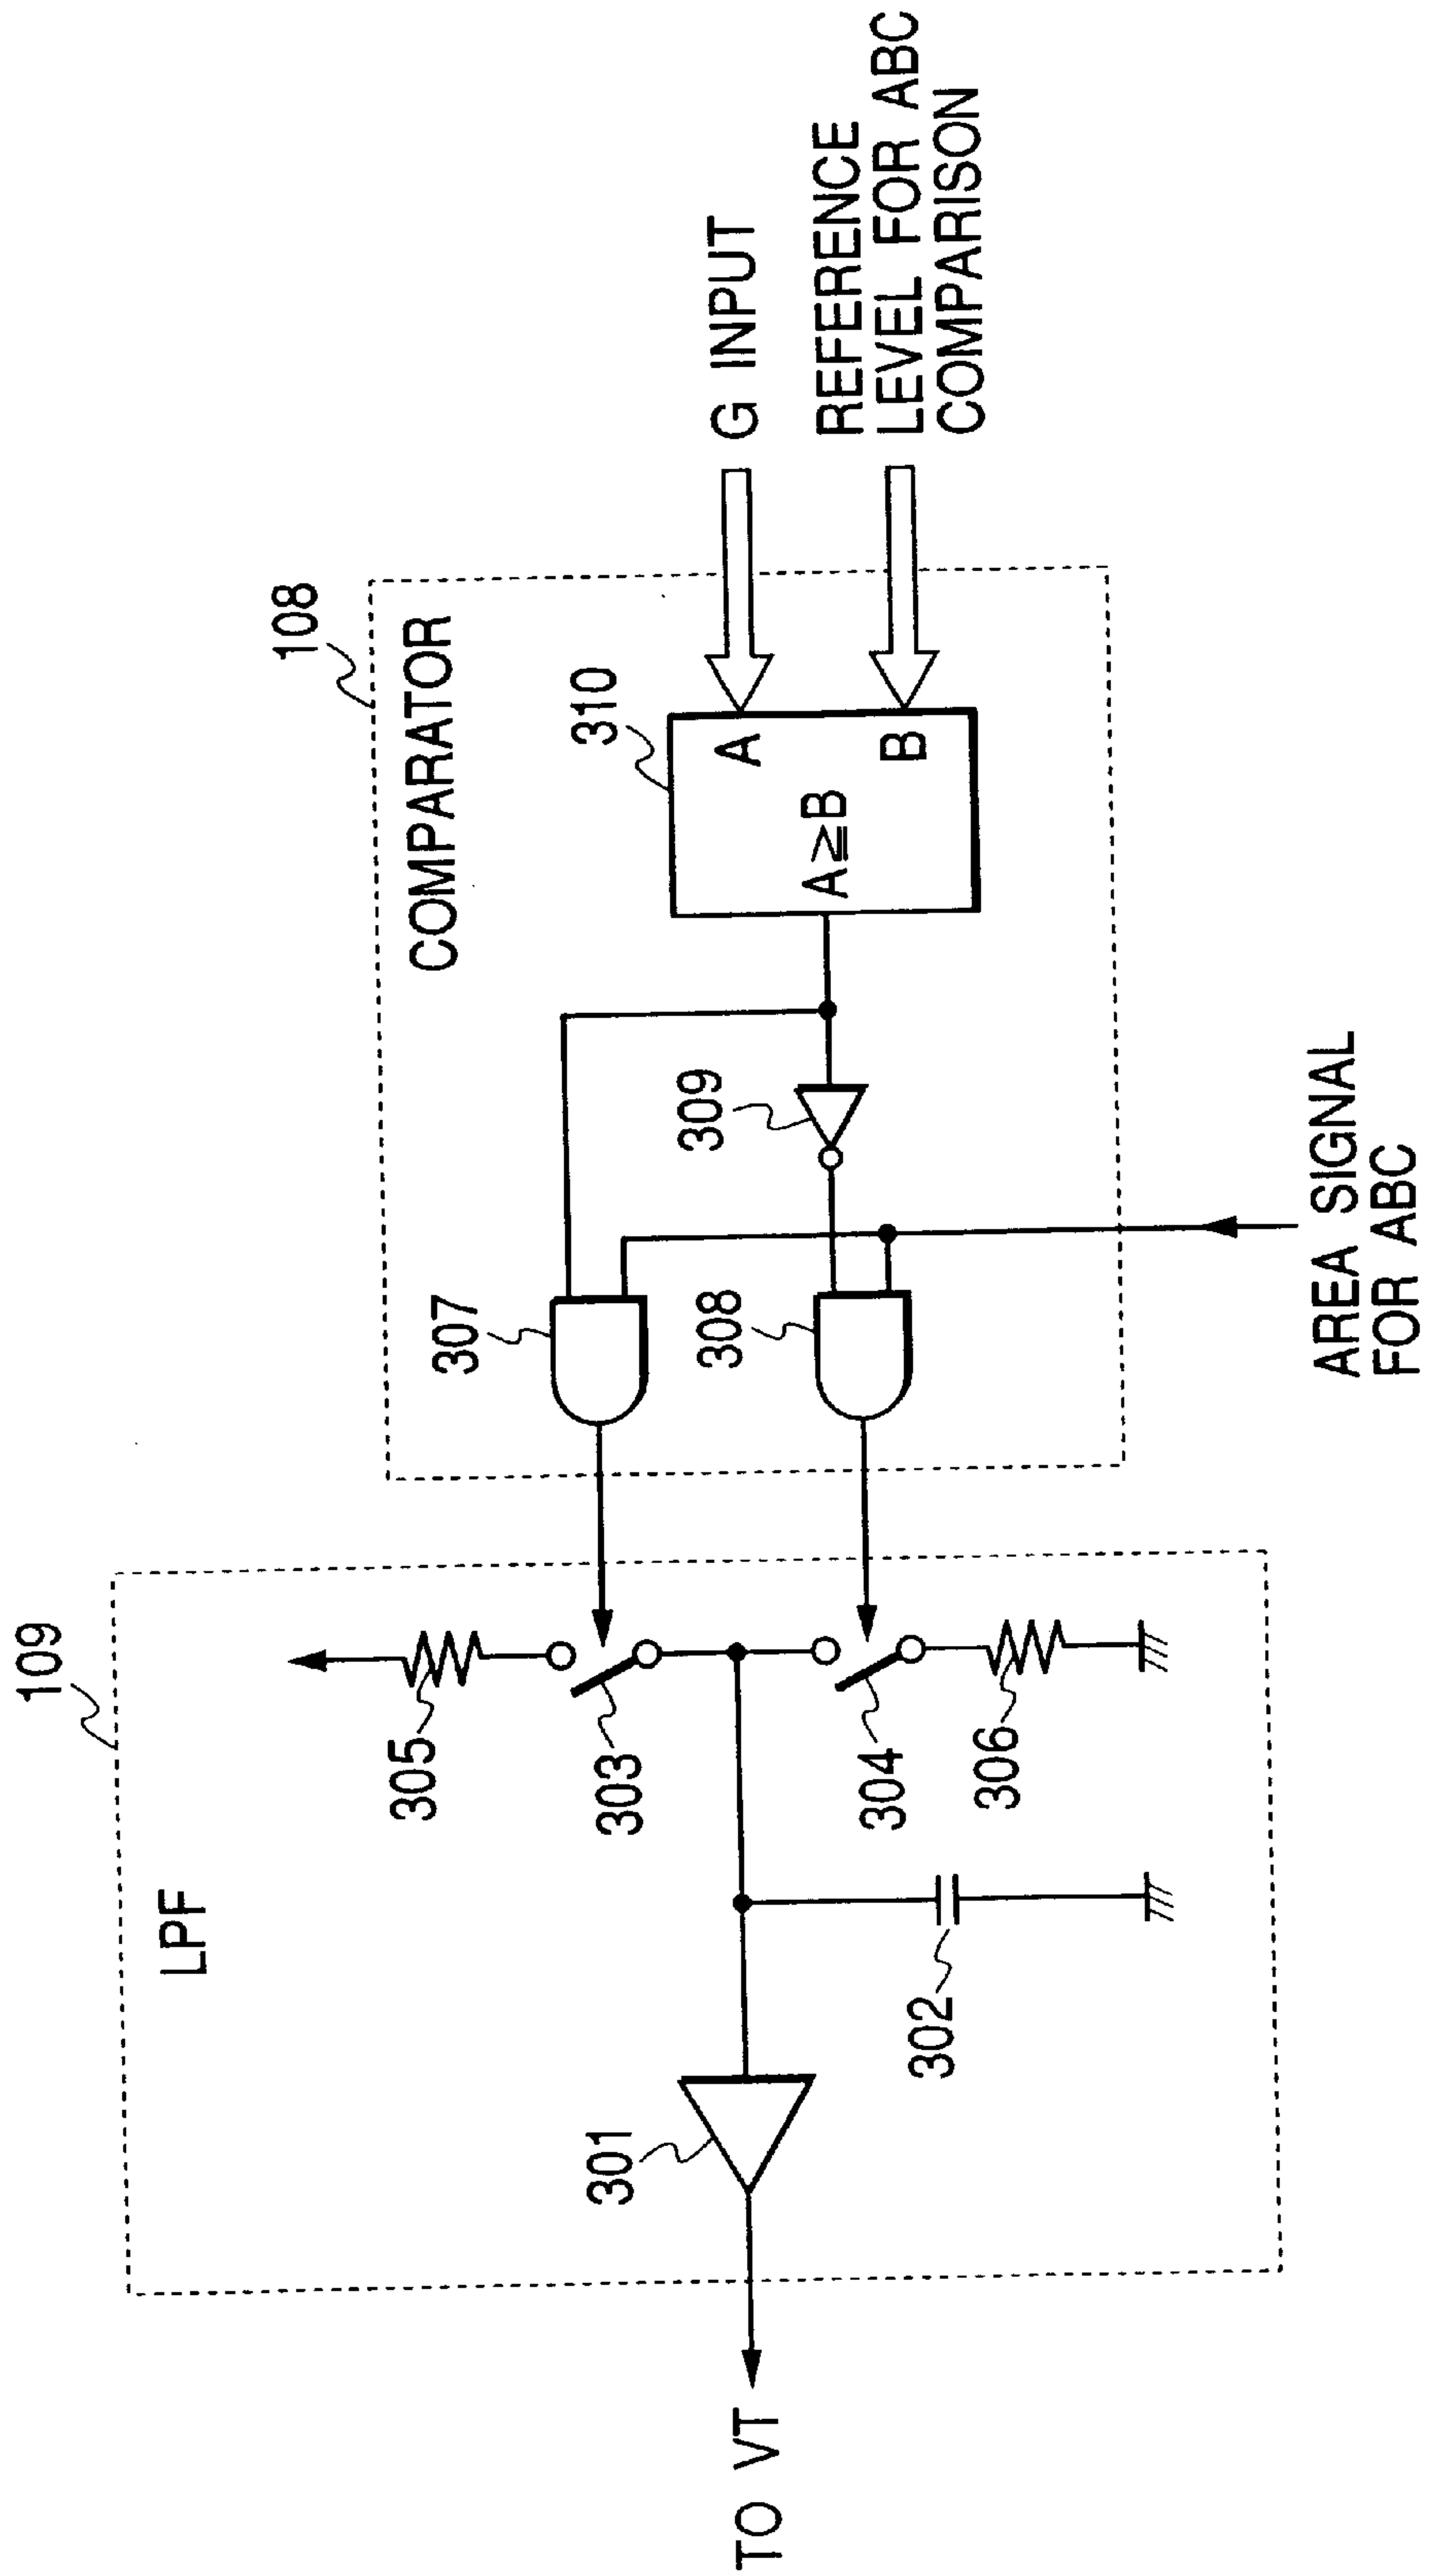 109
LPF
305
303
304
306
302
301
TO VT
108
COMPARATOR
307
308
309
310
A
B
A≧B
G INPUT
REFERENCE
LEVEL FOR ABC
COMPARISON
AREA SIGNAL
FOR ABC